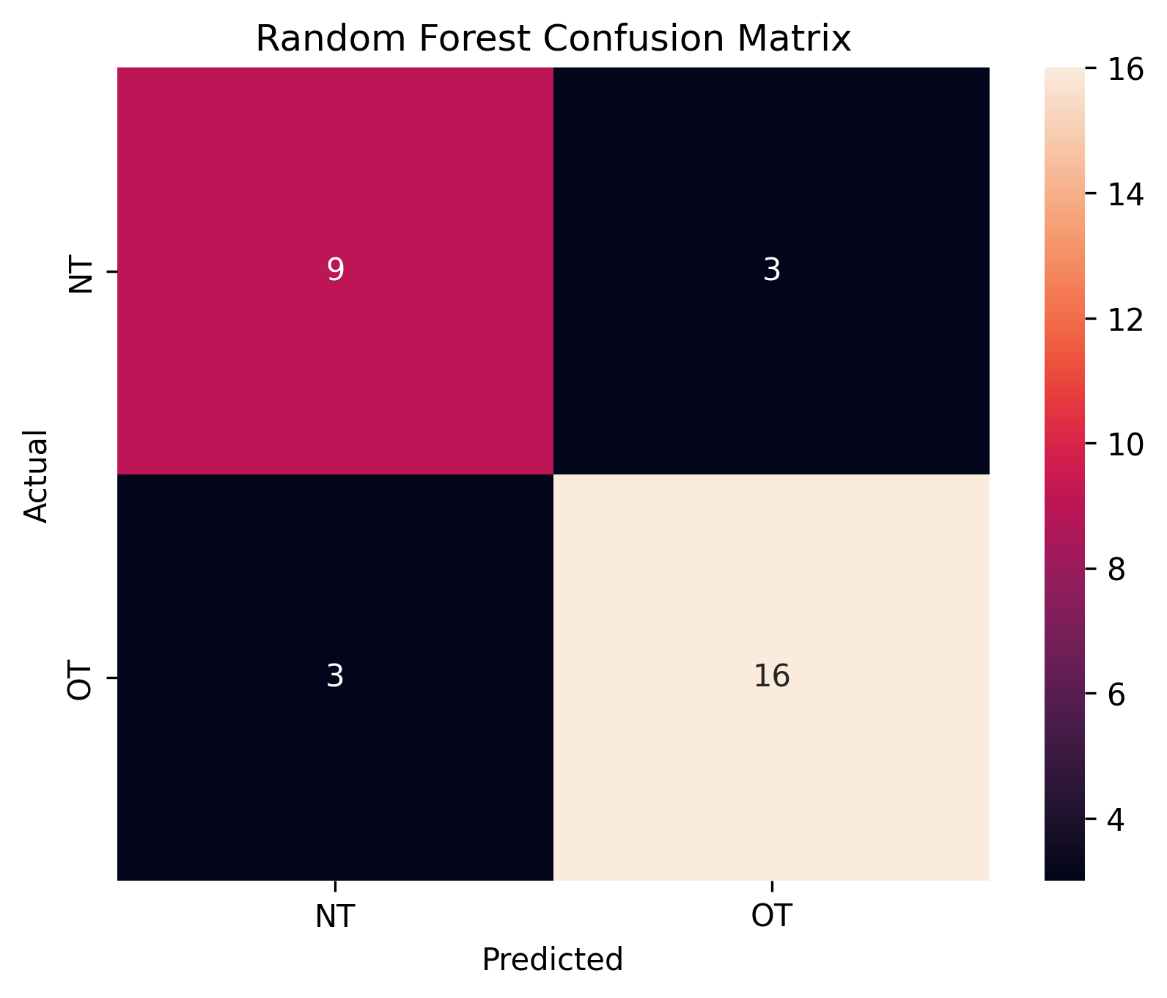 Random Forest Confusion Matrix
Actual
NT
9
3
OT
3
16
NT
OT
Predicted
16
14
12
10
8
6
4